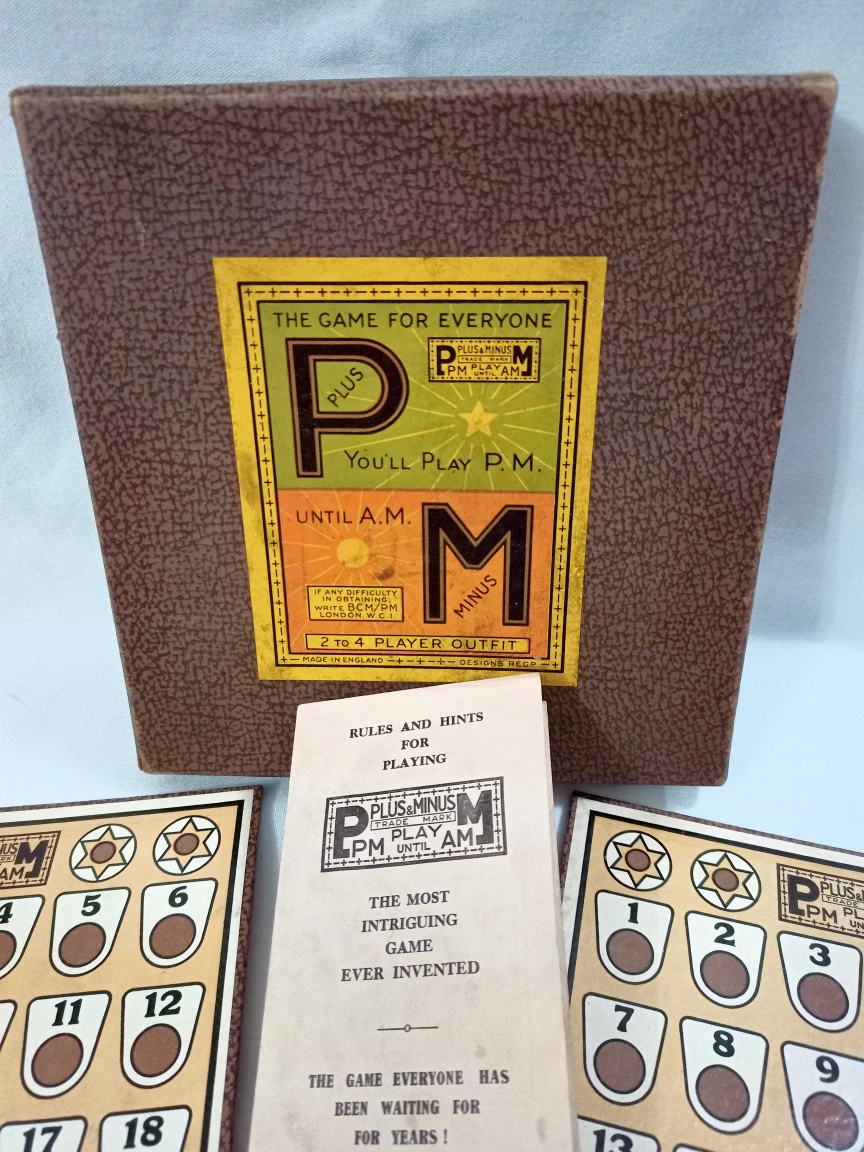 THE GAME FOR EVERYONE
P PLUS
PLUS & MINUS
TRADE MARK
PM PLAY UNTIL AM
YOU'LL PLAY P.M.
UNTIL A.M.
M MINUS
IF ANY DIFFICULTY
IN OBTAINING,
WRITE BCM/PM
LONDON, W.C.1.
2 TO 4 PLAYER OUTFIT
MADE IN ENGLAND
DESIGNS REGD
RULES AND HINTS
FOR
PLAYING
P PLUS & MINUS M
TRADE MARK
PM PLAY UNTIL AM
THE MOST
INTRIGUING
GAME
EVER INVENTED
THE GAME EVERYONE HAS
BEEN WAITING FOR
FOR YEARS!
M
AM
4 5 6
11 12
17 18
P PLUS &
PM PL
1 2 3
7 8 9
13